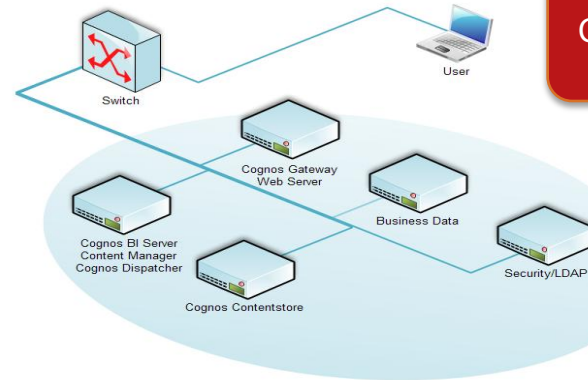 User
Switch
Cognos Gateway
Web Server
Business Data
Cognos BI Server
Content Manager
Cognos Dispatcher
Security/LDAP
Cognos Contentstore